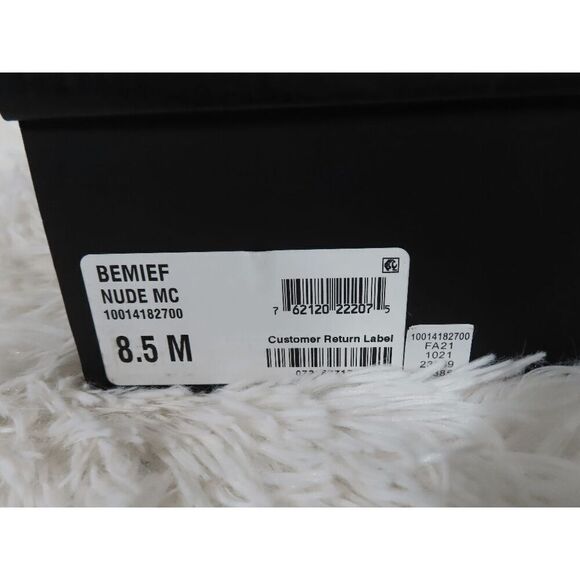 BEMIEF
NUDE MC
10014182700
8.5 M
7 62120 22207 5
Customer Return Label
10014182700
FA21
1021